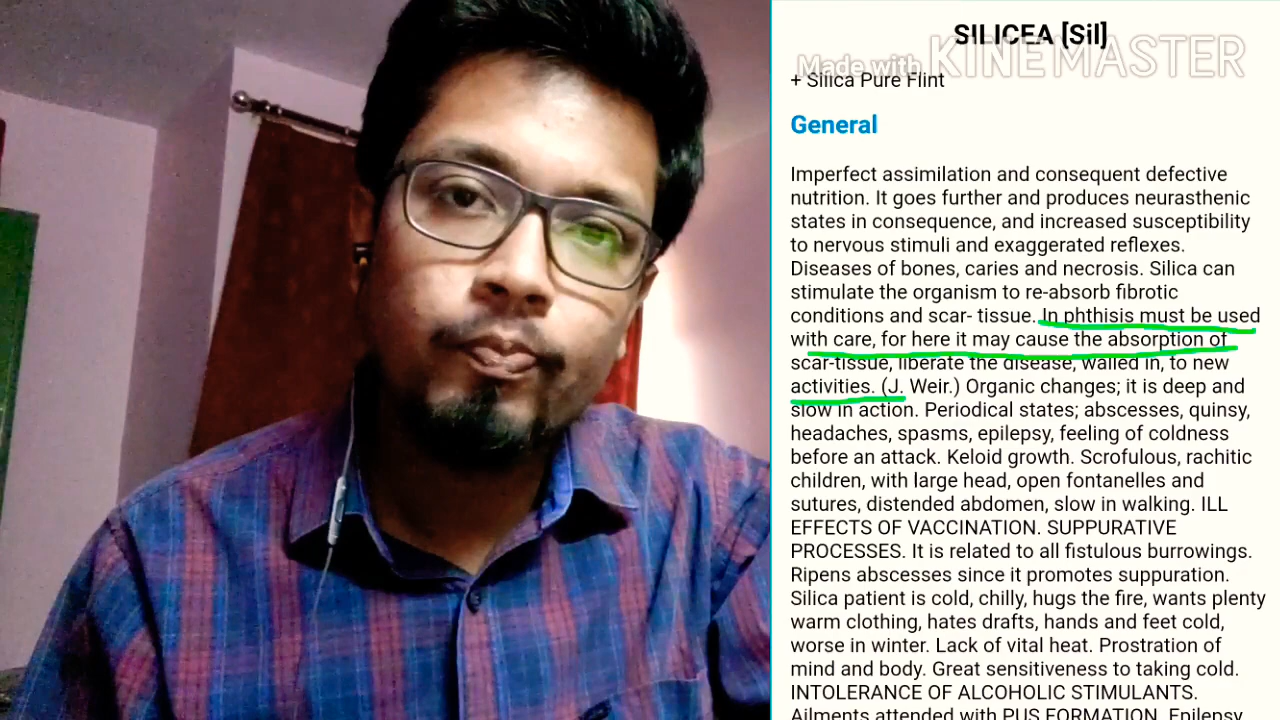 SILICEA [Sil]
Made with KINEMASTER
+ Silica Pure Flint
General
Imperfect assimilation and consequent defective
nutrition. It goes further and produces neurasthenic
states in consequence, and increased susceptibility
to nervous stimuli and exaggerated reflexes.
Diseases of bones, caries and necrosis. Silica can
stimulate the organism to re-absorb fibrotic
conditions and scar- tissue. In phthisis must be used
with care, for here it may cause the absorption of
scar-tissue, liberate the disease, walled in, to new
activities. (J. Weir.) Organic changes; it is deep and
slow in action. Periodical states; abscesses, quinsy,
headaches, spasms, epilepsy, feeling of coldness
before an attack. Keloid growth. Scrofulous, rachitic
children, with large head, open fontanelles and
sutures, distended abdomen, slow in walking. ILL
EFFECTS OF VACCINATION. SUPPURATIVE
PROCESSES. It is related to all fistulous burrowings.
Ripens abscesses since it promotes suppuration.
Silica patient is cold, chilly, hugs the fire, wants plenty
warm clothing, hates drafts, hands and feet cold,
worse in winter. Lack of vital heat. Prostration of
mind and body. Great sensitiveness to taking cold.
INTOLERANCE OF ALCOHOLIC STIMULANTS.
Ailments attended with PUS FORMATION. Epilepsy